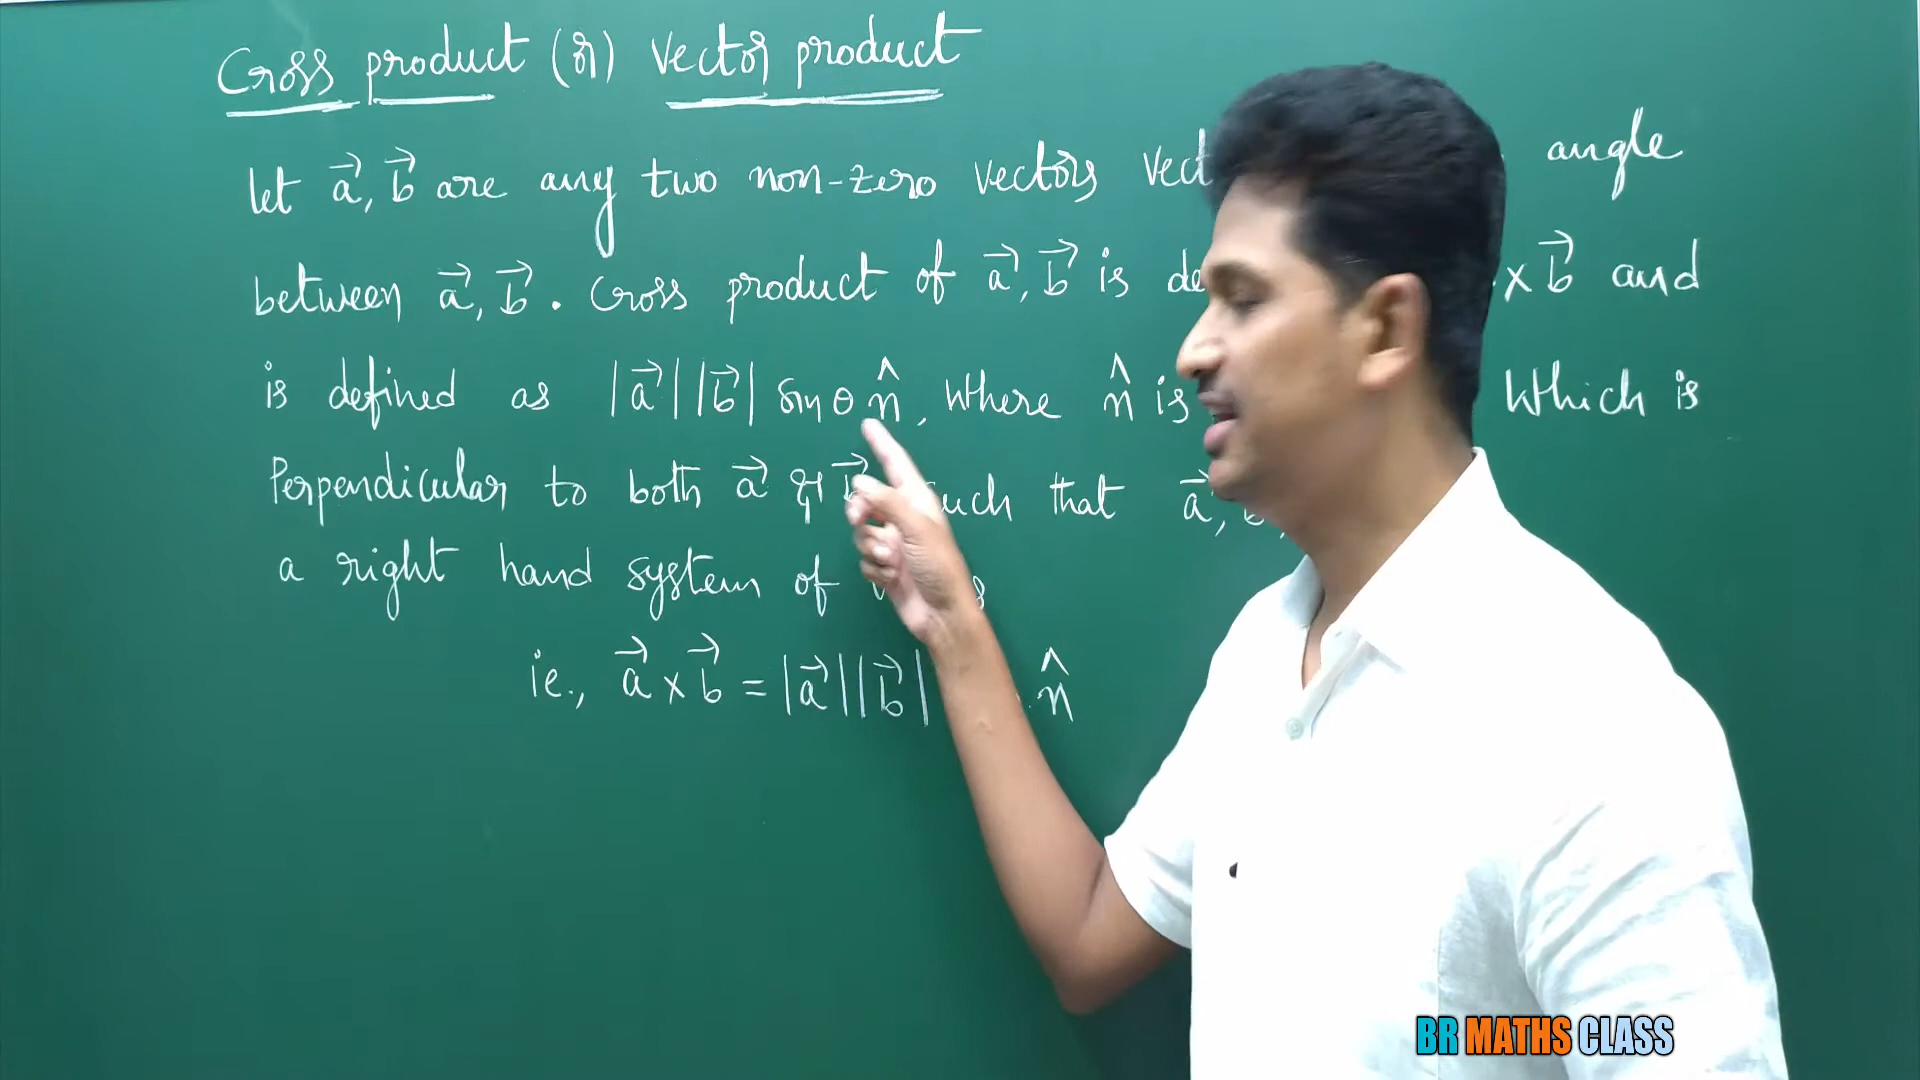 Cross product (or) Vector product
let a⃗, b⃗ are any two non-zero vectors angle
between a⃗, b⃗. Cross product of a⃗, b⃗ is × b⃗ and
is defined as |a⃗||b⃗| sin θ n̂, where n̂ is which is
Perpendicular to both a⃗ & b⃗ such that a⃗,
a right hand system of
ie., a⃗ × b⃗ = |a⃗||b⃗| n̂
BR MATHS CLASS